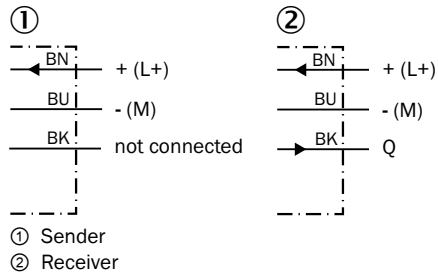 ① ②
BN + (L+) BN + (L+)
BU - (M) BU - (M)
BK not connected BK Q
① Sender
② Receiver